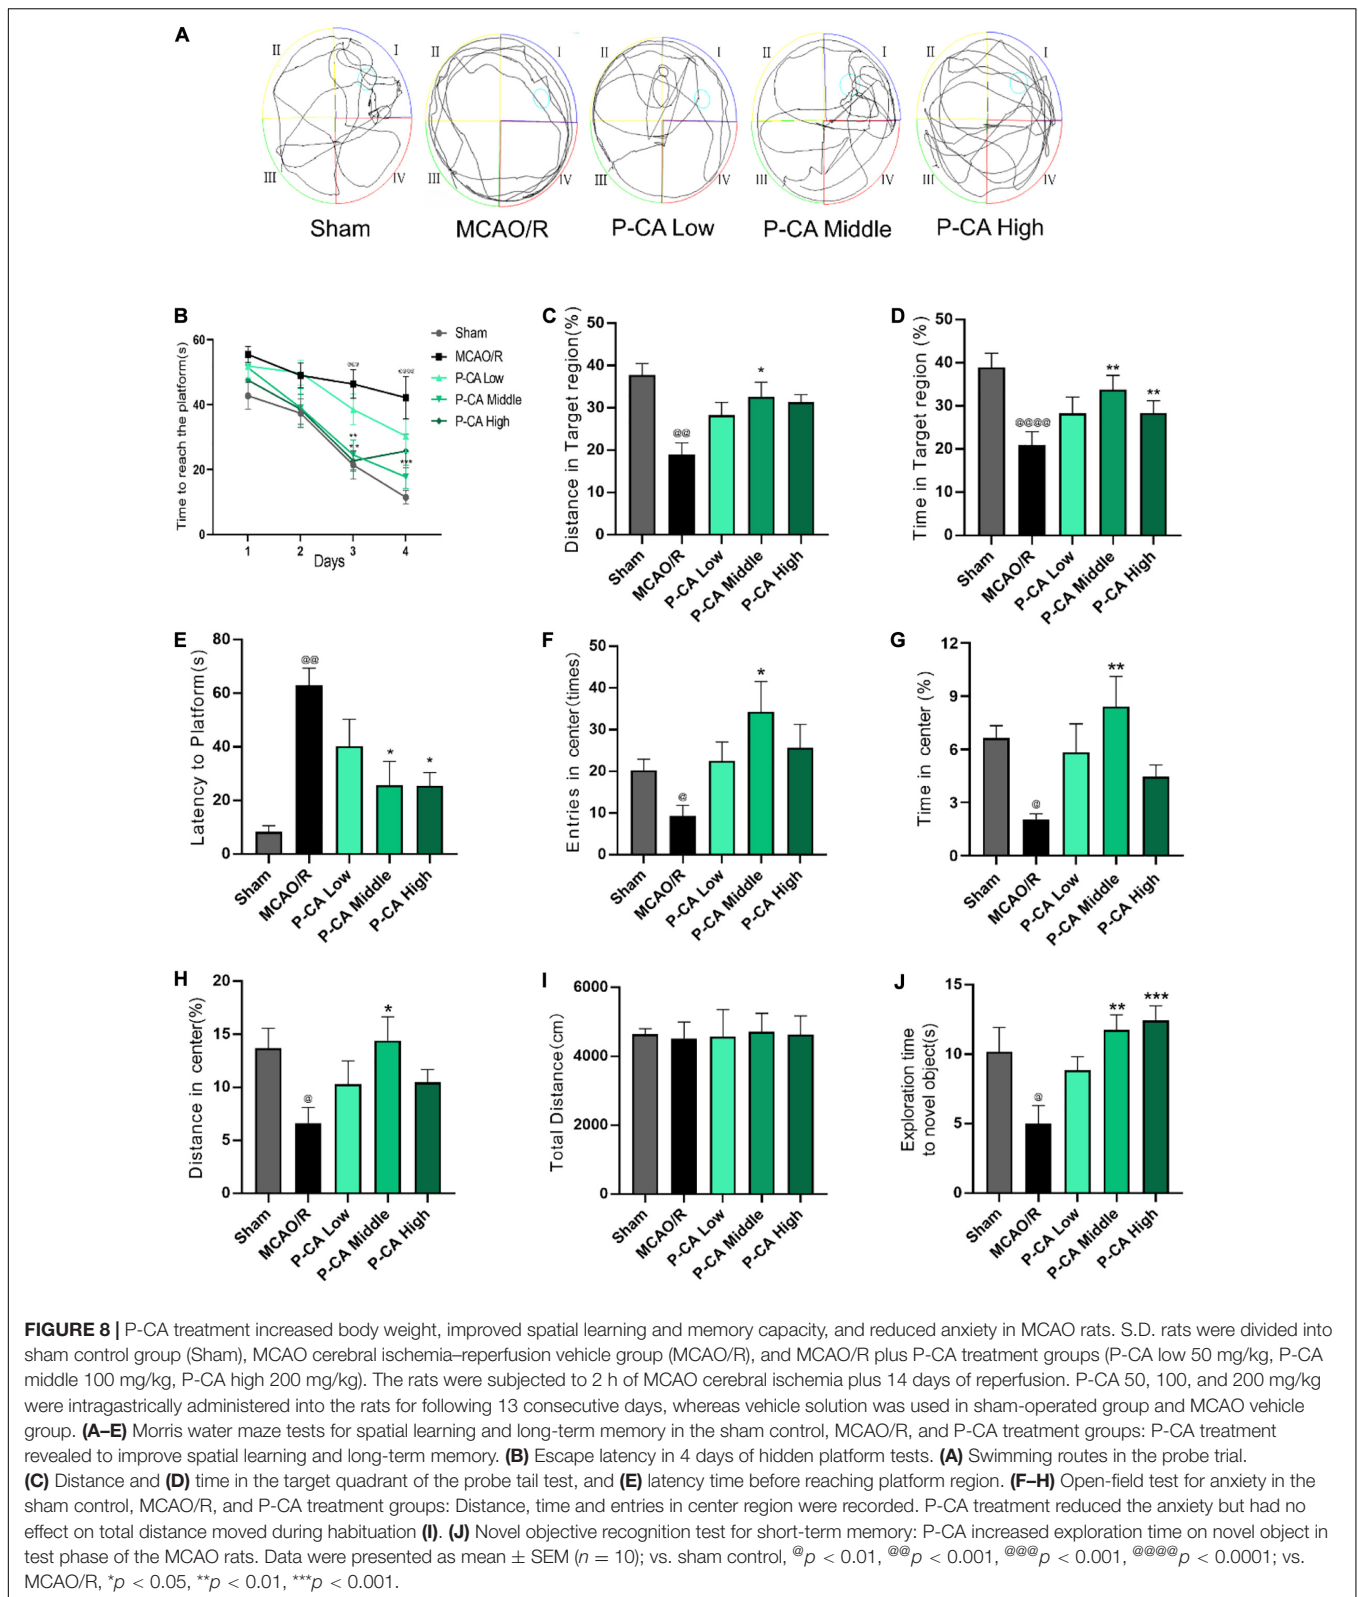 A
II I III IV
II I III IV
II I III IV
II I III IV
II I III IV
Sham MCAO/R P-CA Low P-CA Middle P-CA High
B
Time to reach the platform(s)
60
40
20
0
1 2 3 4
Days
Sham
MCAO/R
P-CA Low
P-CA Middle
P-CA High
@@@
**
***
C
Distance in Target region(%)
50
40
30
20
10
0
@@
*
Sham MCAO/R P-CA Low P-CA Middle P-CA High
D
Time in Target region (%)
50
40
30
20
10
0
@@@@
**
**
Sham MCAO/R P-CA Low P-CA Middle P-CA High
E
Latency to Platform(s)
80
60
40
20
0
@@
*
*
Sham MCAO/R P-CA Low P-CA Middle P-CA High
F
Entries in center(times)
50
40
30
20
10
0
@
*
Sham MCAO/R P-CA Low P-CA Middle P-CA High
G
Time in center (%)
12
9
6
3
0
@
**
Sham MCAO/R P-CA Low P-CA Middle P-CA High
H
Distance in center(%)
20
15
10
5
0
@
*
Sham MCAO/R P-CA Low P-CA Middle P-CA High
I
Total Distance(cm)
6000
4000
2000
0
Sham MCAO/R P-CA Low P-CA Middle P-CA High
J
Exploration time
to novel object(s)
15
10
5
0
@
**
***
Sham MCAO/R P-CA Low P-CA Middle P-CA High
FIGURE 8 | P-CA treatment increased body weight, improved spatial learning and memory capacity, and reduced anxiety in MCAO rats. S.D. rats were divided into
sham control group (Sham), MCAO cerebral ischemia–reperfusion vehicle group (MCAO/R), and MCAO/R plus P-CA treatment groups (P-CA low 50 mg/kg, P-CA
middle 100 mg/kg, P-CA high 200 mg/kg). The rats were subjected to 2 h of MCAO cerebral ischemia plus 14 days of reperfusion. P-CA 50, 100, and 200 mg/kg
were intragastrically administered into the rats for following 13 consecutive days, whereas vehicle solution was used in sham-operated group and MCAO vehicle
group. (A–E) Morris water maze tests for spatial learning and long-term memory in the sham control, MCAO/R, and P-CA treatment groups: P-CA treatment
revealed to improve spatial learning and long-term memory. (B) Escape latency in 4 days of hidden platform tests. (A) Swimming routes in the probe trial.
(C) Distance and (D) time in the target quadrant of the probe tail test, and (E) latency time before reaching platform region. (F–H) Open-field test for anxiety in the
sham control, MCAO/R, and P-CA treatment groups: Distance, time and entries in center region were recorded. P-CA treatment reduced the anxiety but had no
effect on total distance moved during habituation (I). (J) Novel objective recognition test for short-term memory: P-CA increased exploration time on novel object in
test phase of the MCAO rats. Data were presented as mean ± SEM (n = 10); vs. sham control, @p < 0.01, @@p < 0.001, @@@p < 0.001, @@@@p < 0.0001; vs.
MCAO/R, *p < 0.05, **p < 0.01, ***p < 0.001.